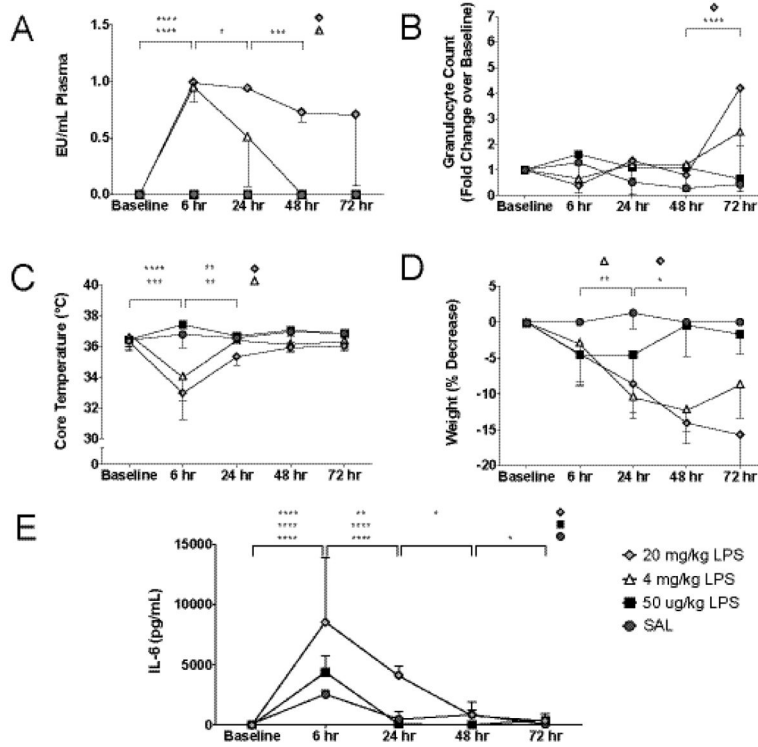 A
**** * ***
****
EU/mL Plasma
1.5
1.0
0.5
0.0
Baseline 6 hr 24 hr 48 hr 72 hr
B
****
Granulocyte Count
(Fold Change over Baseline)
7
6
5
4
3
2
1
0
Baseline 6 hr 24 hr 48 hr 72 hr
C
**** **
*** **
Core Temperature (°C)
40
38
36
34
32
30
0
Baseline 6 hr 24 hr 48 hr 72 hr
D
** *
Weight (% Decrease)
0
-5
-10
-15
-20
Baseline 6 hr 24 hr 48 hr 72 hr
E
**** ** *
**** ****
**** **** *
IL-6 (pg/mL)
15000
10000
5000
0
Baseline 6 hr 24 hr 48 hr 72 hr
20 mg/kg LPS
4 mg/kg LPS
50 ug/kg LPS
SAL